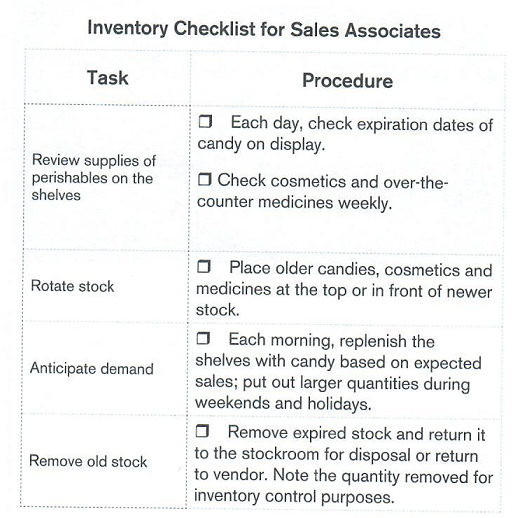 Inventory Checklist for Sales Associates
Task
Procedure
Review supplies of
perishables on the
shelves
❐ Each day, check expiration dates of
candy on display.
❐ Check cosmetics and over-the-
counter medicines weekly.
Rotate stock
❐ Place older candies, cosmetics and
medicines at the top or in front of newer
stock.
Anticipate demand
❐ Each morning, replenish the
shelves with candy based on expected
sales; put out larger quantities during
weekends and holidays.
Remove old stock
❐ Remove expired stock and return it
to the stockroom for disposal or return
to vendor. Note the quantity removed for
inventory control purposes.